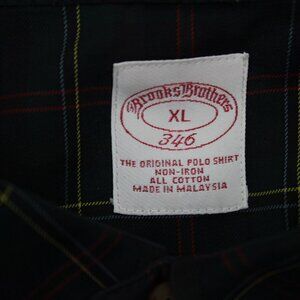 Brooks Brothers
XL
346
THE ORIGINAL POLO SHIRT
NON-IRON
ALL COTTON
MADE IN MALAYSIA